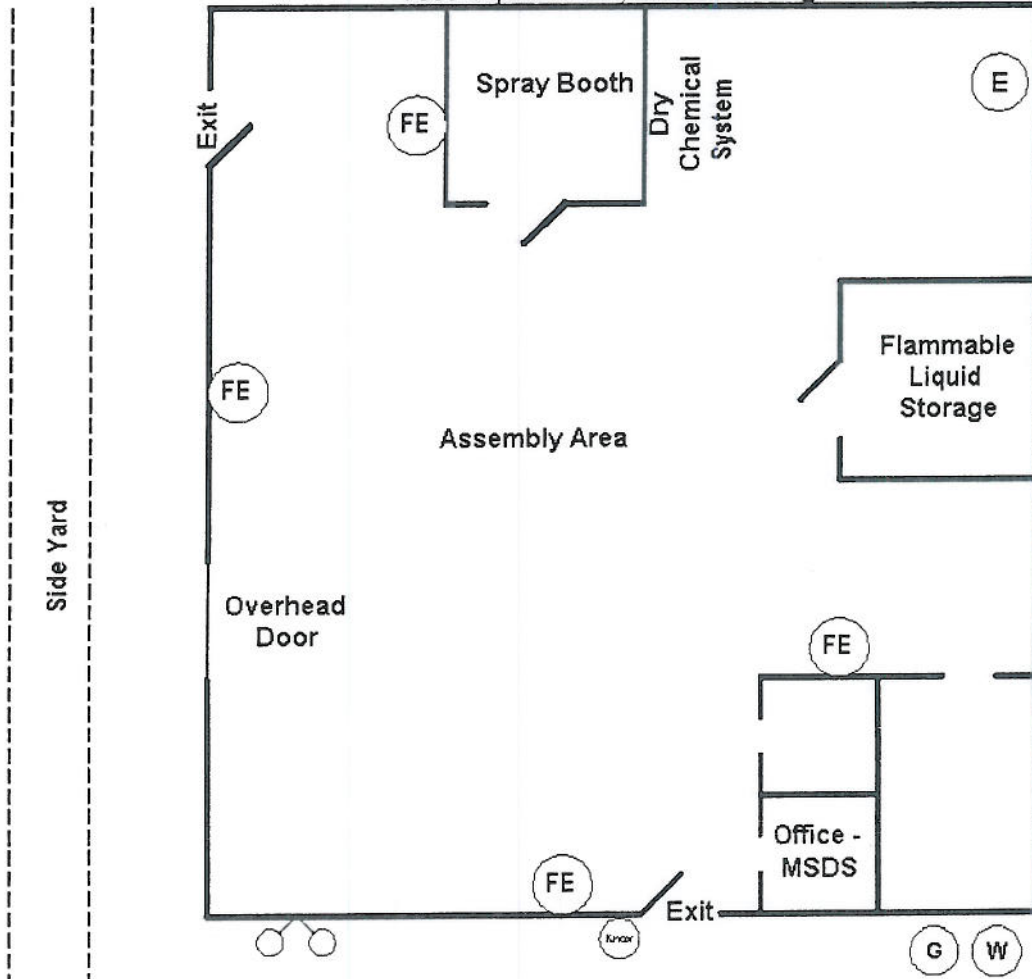 Spray Booth
Dry
Chemical
System
E
FE
Exit
Flammable
Liquid
Storage
FE
Assembly Area
Side Yard
Overhead
Door
FE
Office -
MSDS
FE
Exit
Knox
G
W